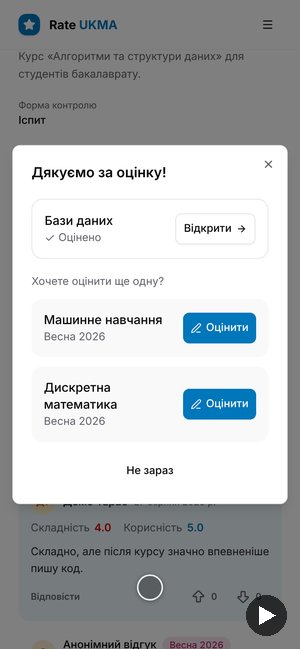 Rate UKMA
Курс «Алгоритми та структури даних» для
студентів бакалаврату.
Форма контролю
Іспит
Дякуємо за оцінку!
Бази даних
Оцінено
Відкрити →
Хочете оцінити ще одну?
Машинне навчання
Весна 2026
Оцінити
Дискретна
математика
Весна 2026
Оцінити
Не зараз
Складність 4.0 Корисність 5.0
Складно, але після курсу значно впевненіше
пишу код.
Відповісти
0
Анонімний відгук Весна 2026